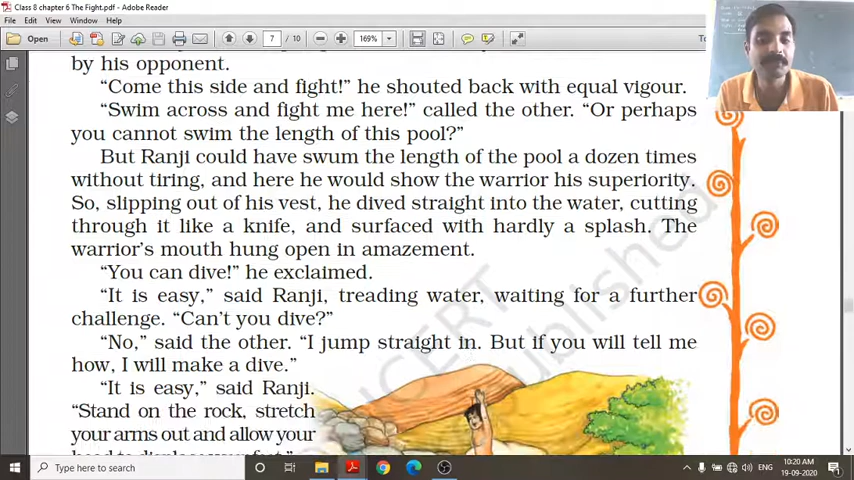 Class 8 chapter 6 The Fight.pdf - Adobe Reader
File Edit View Window Help
Open 7 / 10 169%
by his opponent.
“Come this side and fight!” he shouted back with equal vigour.
“Swim across and fight me here!” called the other. “Or perhaps
you cannot swim the length of this pool?”
But Ranji could have swum the length of the pool a dozen times
without tiring, and here he would show the warrior his superiority.
So, slipping out of his vest, he dived straight into the water, cutting
through it like a knife, and surfaced with hardly a splash. The
warrior’s mouth hung open in amazement.
“You can dive!” he exclaimed.
“It is easy,” said Ranji, treading water, waiting for a further
challenge. “Can’t you dive?”
“No,” said the other. “I jump straight in. But if you will tell me
how, I will make a dive.”
“It is easy,” said Ranji.
“Stand on the rock, stretch
your arms out and allow your
Type here to search
ENG
10:20 AM
19-09-2020